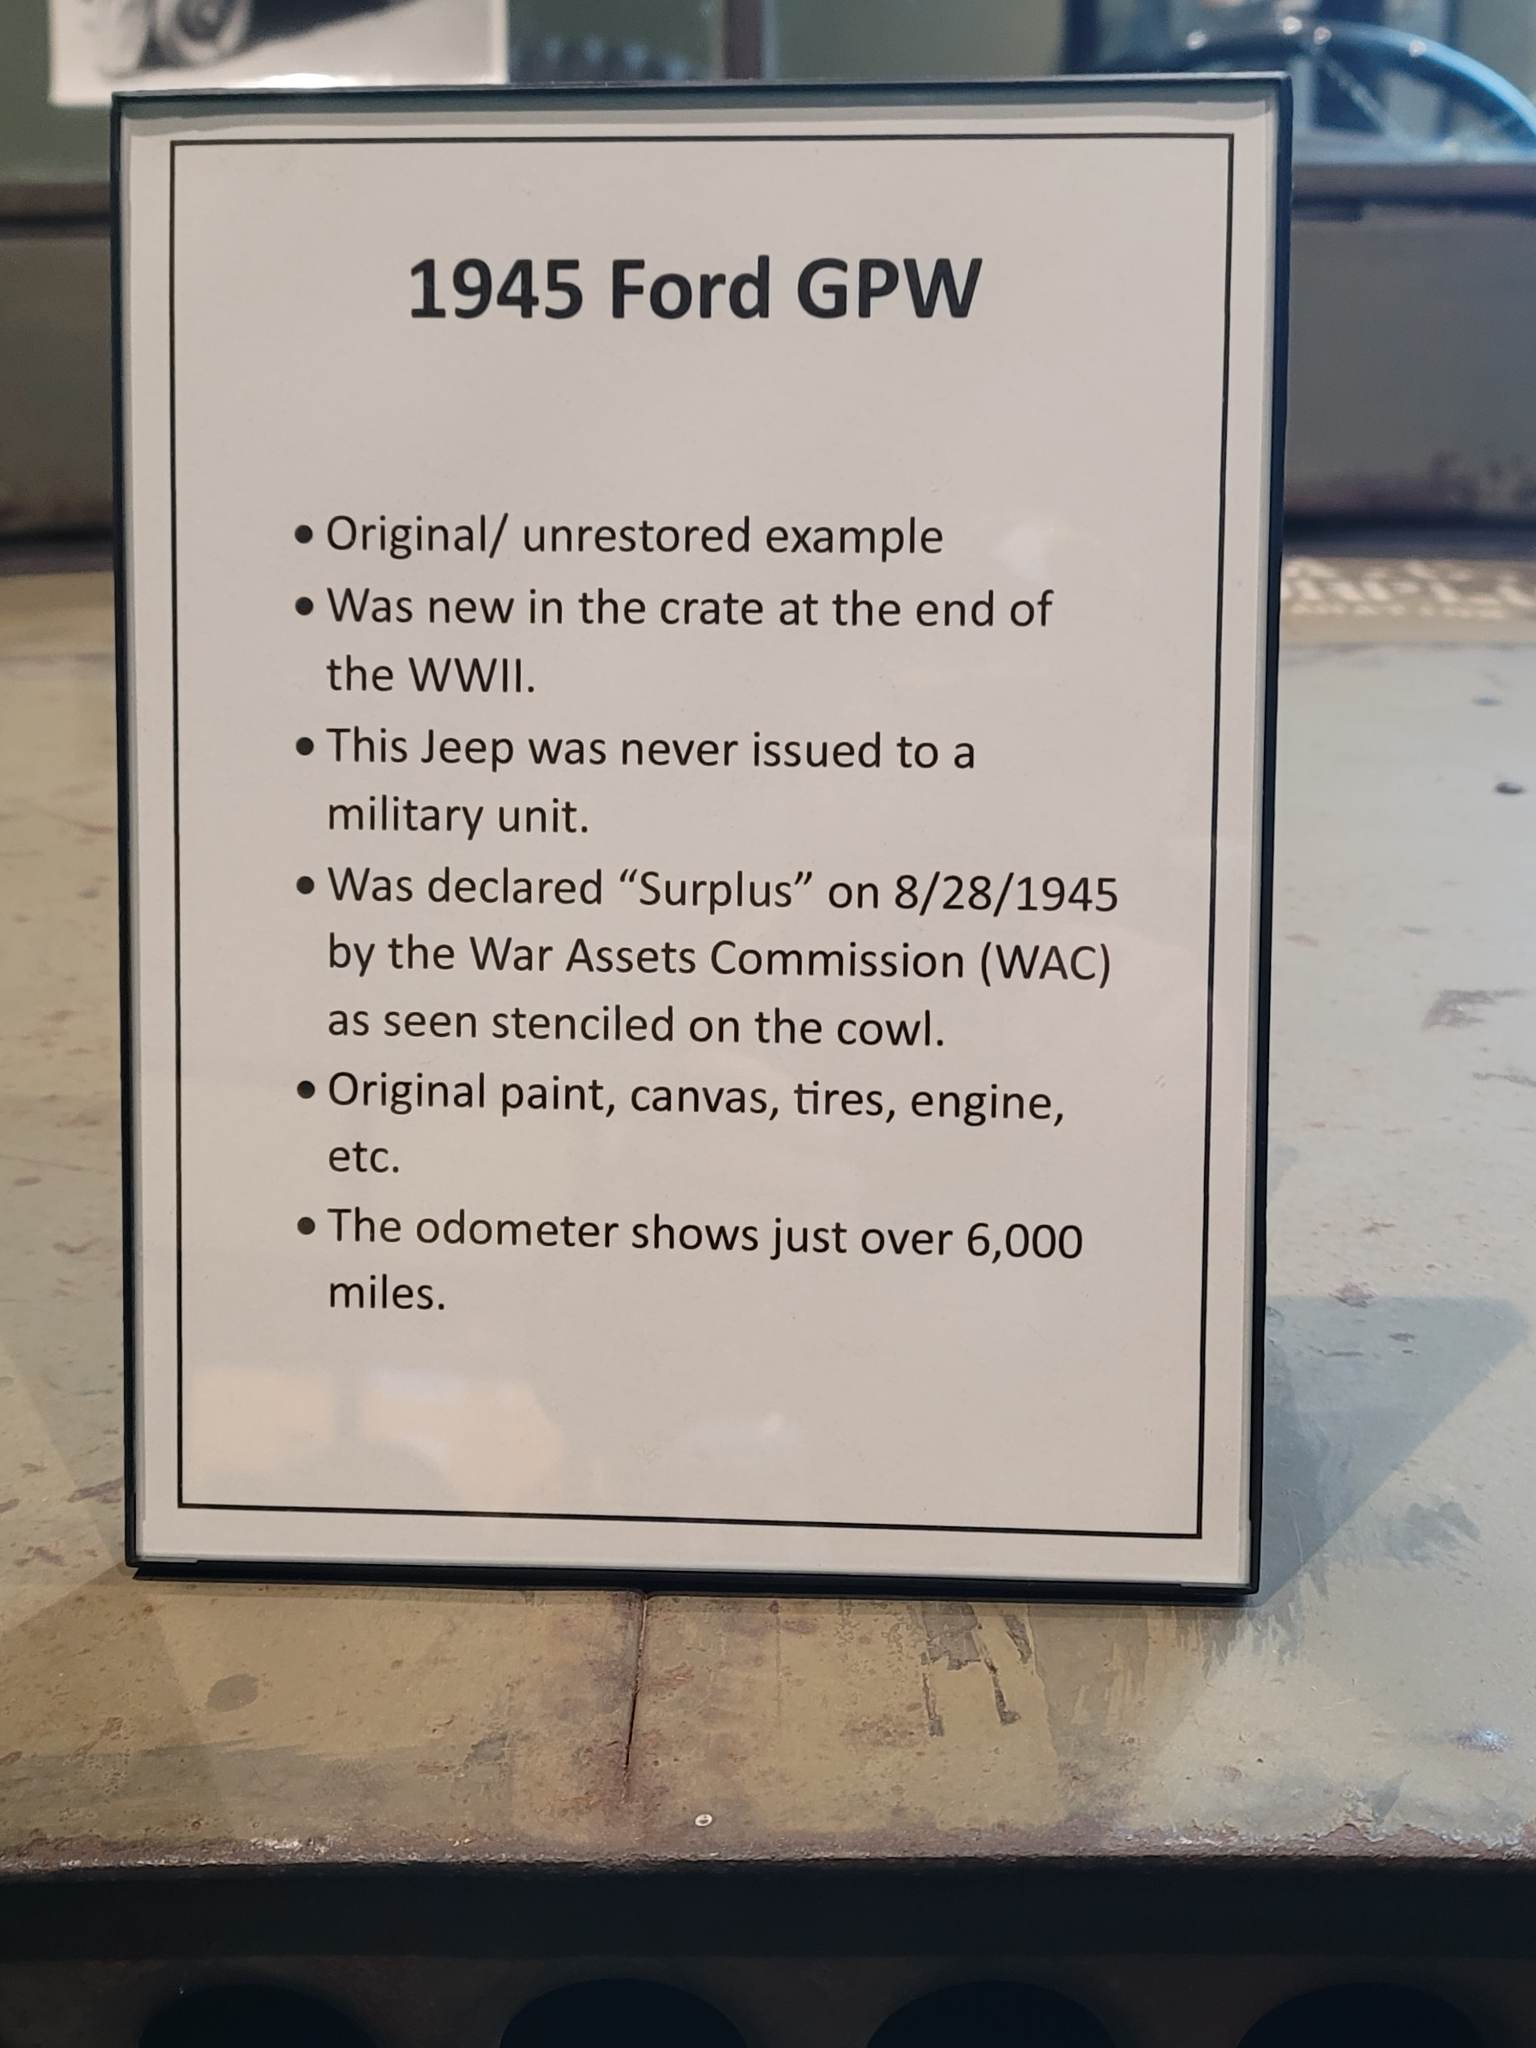 1945 Ford GPW
• Original/ unrestored example
• Was new in the crate at the end of
the WWII.
• This Jeep was never issued to a
military unit.
• Was declared “Surplus” on 8/28/1945
by the War Assets Commission (WAC)
as seen stenciled on the cowl.
• Original paint, canvas, tires, engine,
etc.
• The odometer shows just over 6,000
miles.